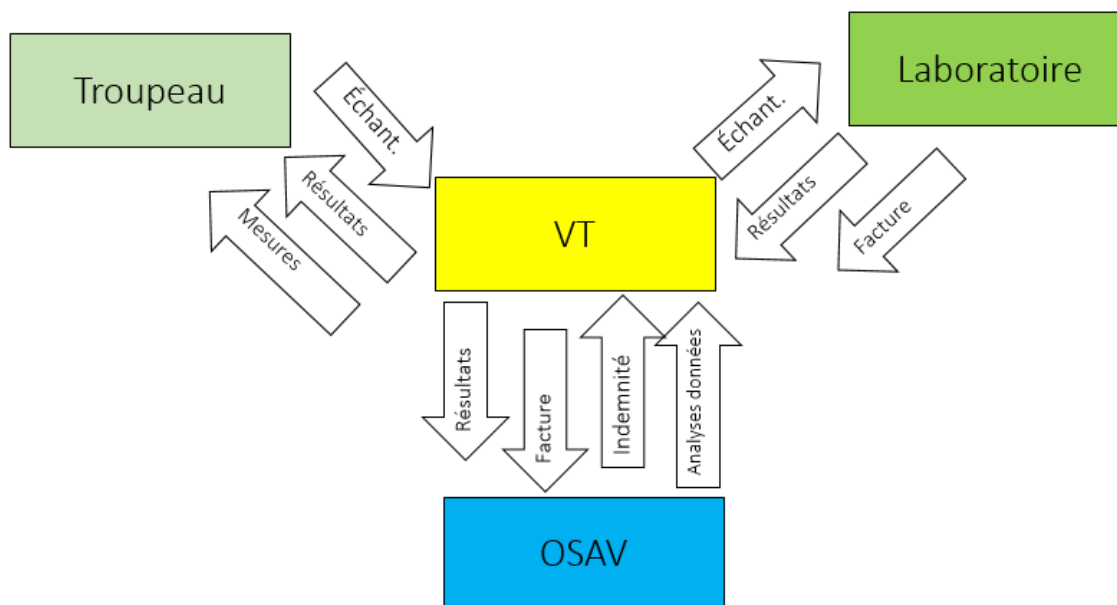 Troupeau
Laboratoire
Échant.
Résultats
Mesures
Échant.
Résultats
Facture
VT
Résultats
Facture
Indemnité
Analyses données
OSAV